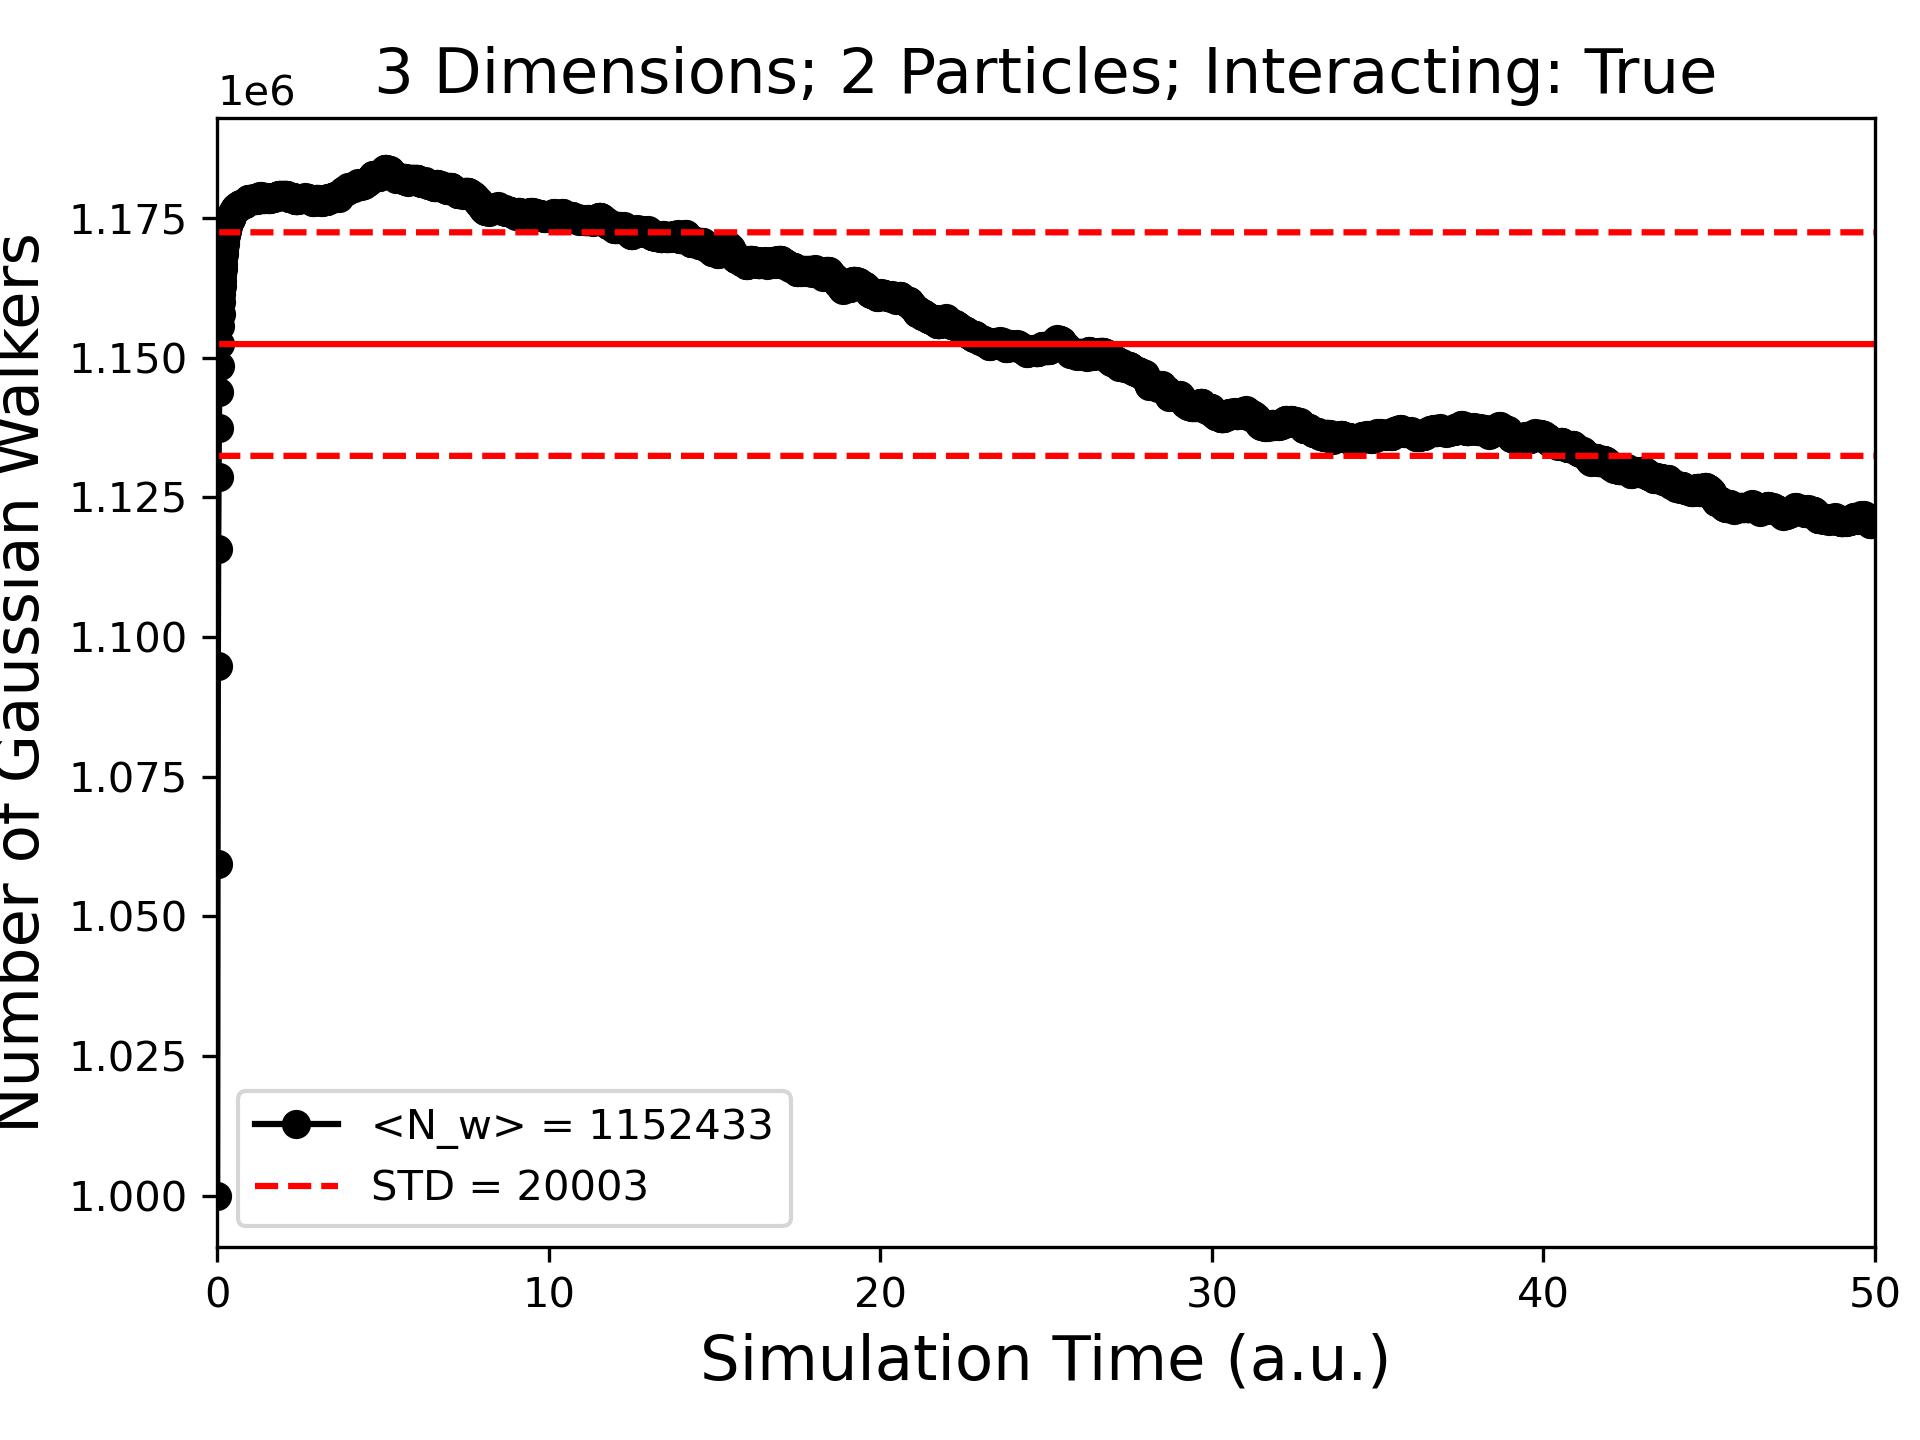 3 Dimensions; 2 Particles; Interacting: True
1e6
Number of Gaussian Walkers
1.175
1.150
1.125
1.100
1.075
1.050
1.025
1.000
<N_w> = 1152433
STD = 20003
0 10 20 30 40 50
Simulation Time (a.u.)